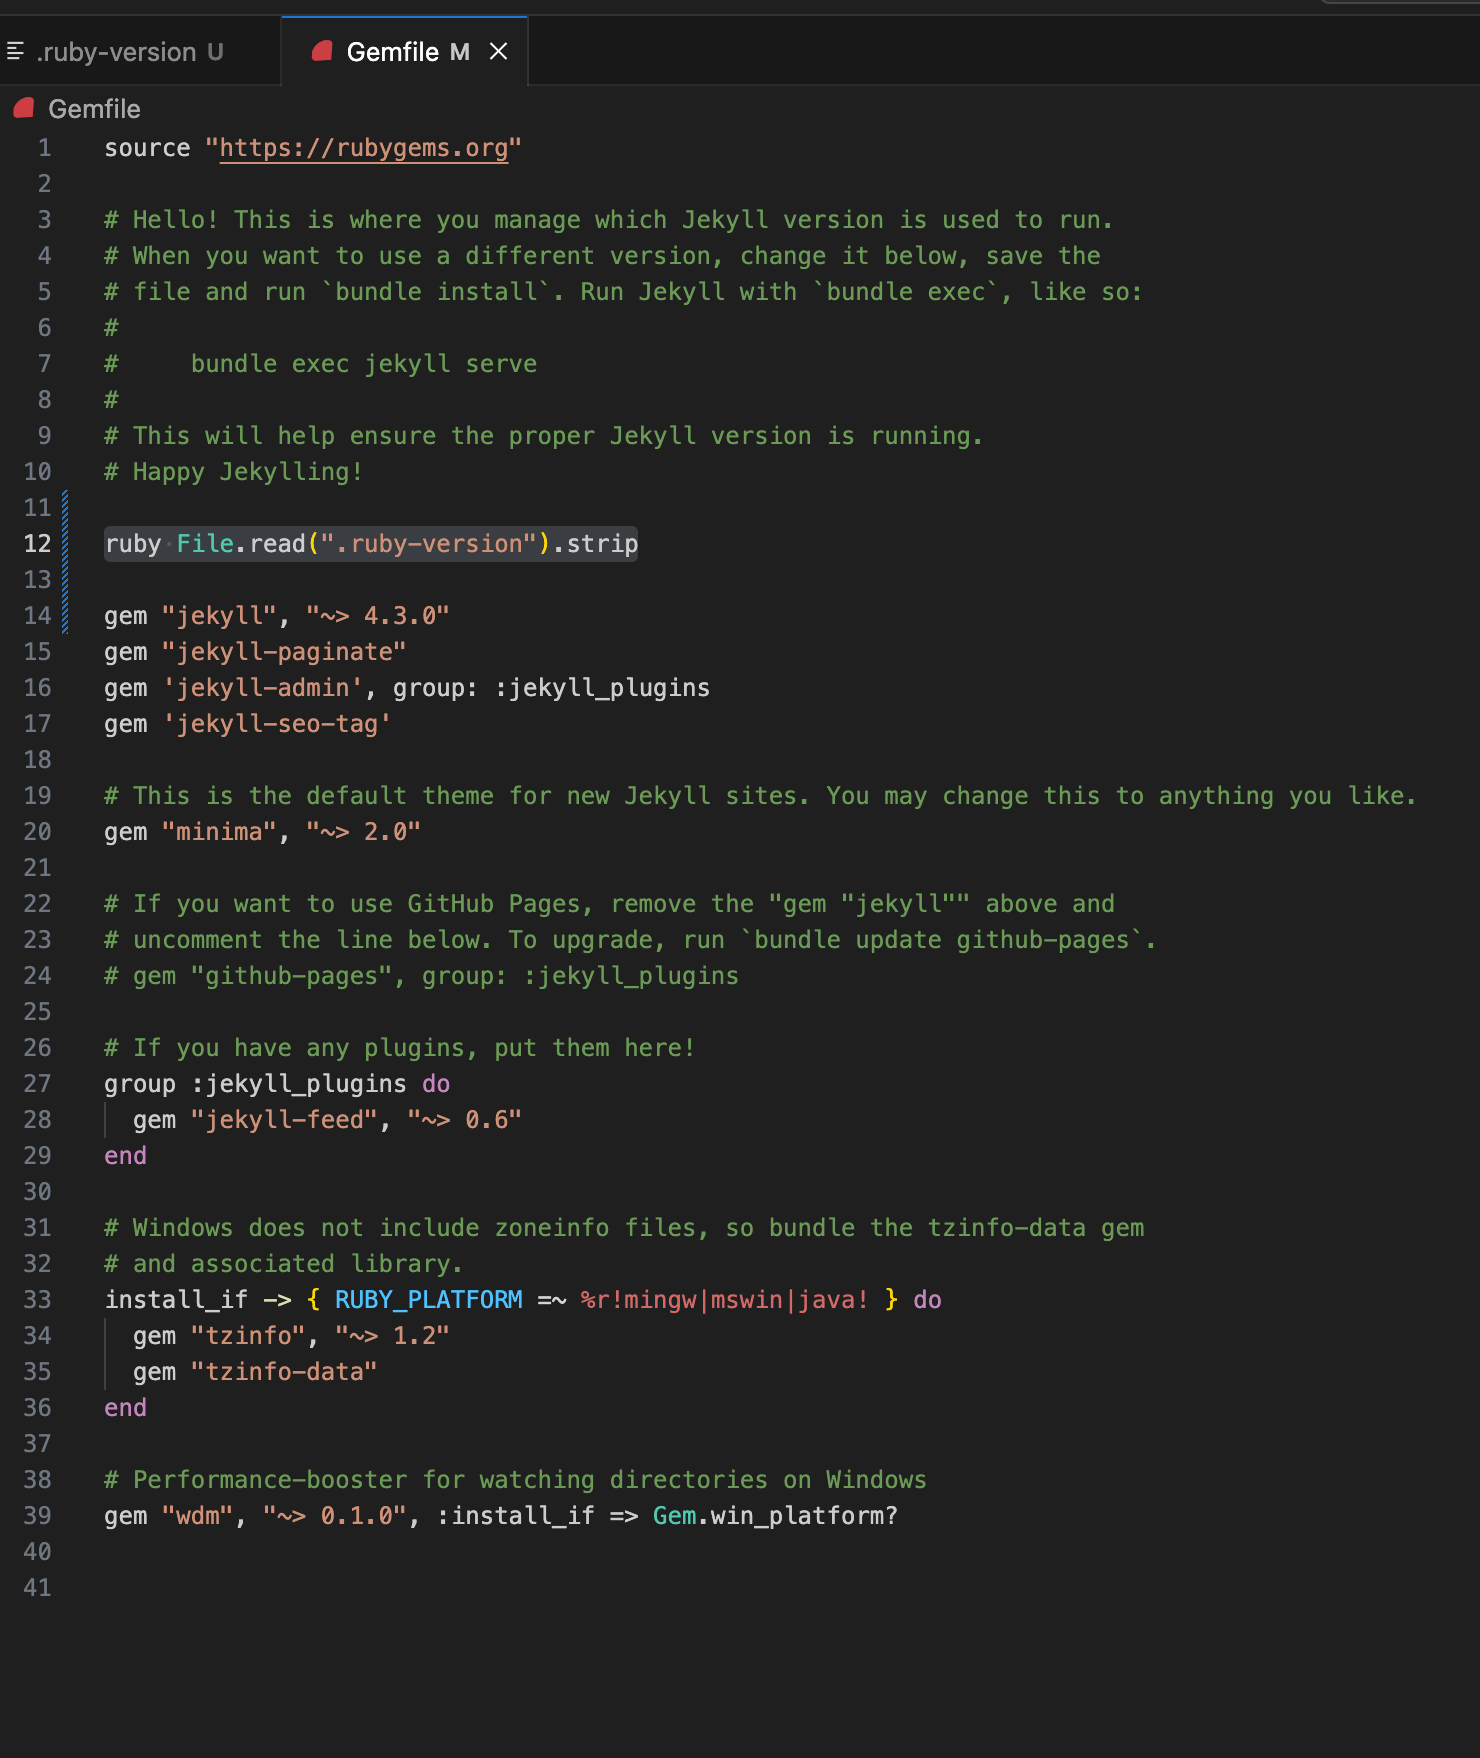 .ruby-version U
Gemfile M
Gemfile
1 source "https://rubygems.org"
2
3 # Hello! This is where you manage which Jekyll version is used to run.
4 # When you want to use a different version, change it below, save the
5 # file and run `bundle install`. Run Jekyll with `bundle exec`, like so:
6 #
7 #     bundle exec jekyll serve
8 #
9 # This will help ensure the proper Jekyll version is running.
10 # Happy Jekylling!
11
12 ruby File.read(".ruby-version").strip
13
14 gem "jekyll", "~> 4.3.0"
15 gem "jekyll-paginate"
16 gem 'jekyll-admin', group: :jekyll_plugins
17 gem 'jekyll-seo-tag'
18
19 # This is the default theme for new Jekyll sites. You may change this to anything you like.
20 gem "minima", "~> 2.0"
21
22 # If you want to use GitHub Pages, remove the "gem "jekyll"" above and
23 # uncomment the line below. To upgrade, run `bundle update github-pages`.
24 # gem "github-pages", group: :jekyll_plugins
25
26 # If you have any plugins, put them here!
27 group :jekyll_plugins do
28   gem "jekyll-feed", "~> 0.6"
29 end
30
31 # Windows does not include zoneinfo files, so bundle the tzinfo-data gem
32 # and associated library.
33 install_if -> { RUBY_PLATFORM =~ %r!mingw|mswin|java! } do
34   gem "tzinfo", "~> 1.2"
35   gem "tzinfo-data"
36 end
37
38 # Performance-booster for watching directories on Windows
39 gem "wdm", "~> 0.1.0", :install_if => Gem.win_platform?
40
41